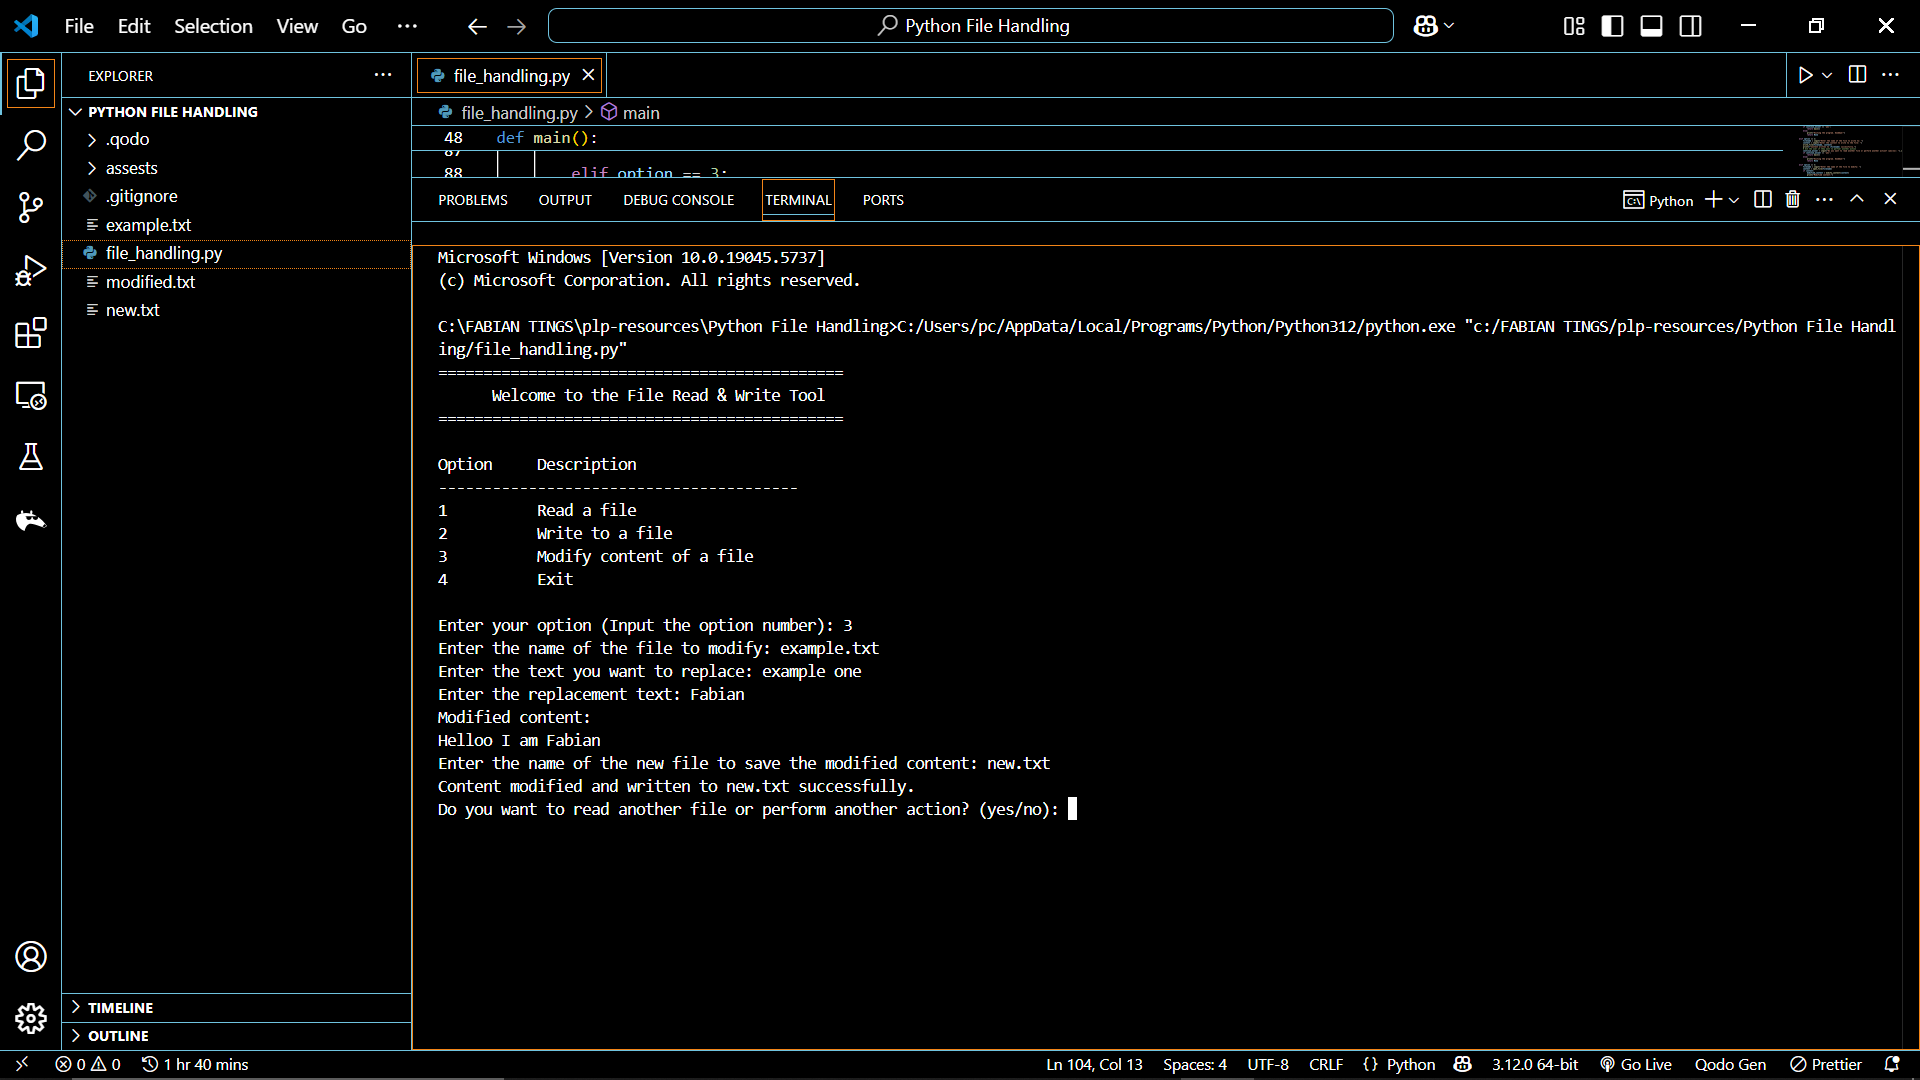 File Edit Selection View Go ··· Python File Handling
EXPLORER ···
PYTHON FILE HANDLING
.qodo
assests
.gitignore
example.txt
file_handling.py
modified.txt
new.txt
TIMELINE
OUTLINE
file_handling.py
file_handling.py > main
48 def main():
87
88 elif option == 3:
PROBLEMS OUTPUT DEBUG CONSOLE TERMINAL PORTS Python
Microsoft Windows [Version 10.0.19045.5737]
(c) Microsoft Corporation. All rights reserved.
C:\FABIAN TINGS\plp-resources\Python File Handling>C:/Users/pc/AppData/Local/Programs/Python/Python312/python.exe "c:/FABIAN TINGS/plp-resources/Python File Handl
ing/file_handling.py"
=============================================
Welcome to the File Read & Write Tool
=============================================
Option Description
----------------------------------------
1 Read a file
2 Write to a file
3 Modify content of a file
4 Exit
Enter your option (Input the option number): 3
Enter the name of the file to modify: example.txt
Enter the text you want to replace: example one
Enter the replacement text: Fabian
Modified content:
Helloo I am Fabian
Enter the name of the new file to save the modified content: new.txt
Content modified and written to new.txt successfully.
Do you want to read another file or perform another action? (yes/no):
0 0 1 hr 40 mins Ln 104, Col 13 Spaces: 4 UTF-8 CRLF {} Python 3.12.0 64-bit Go Live Qodo Gen Prettier